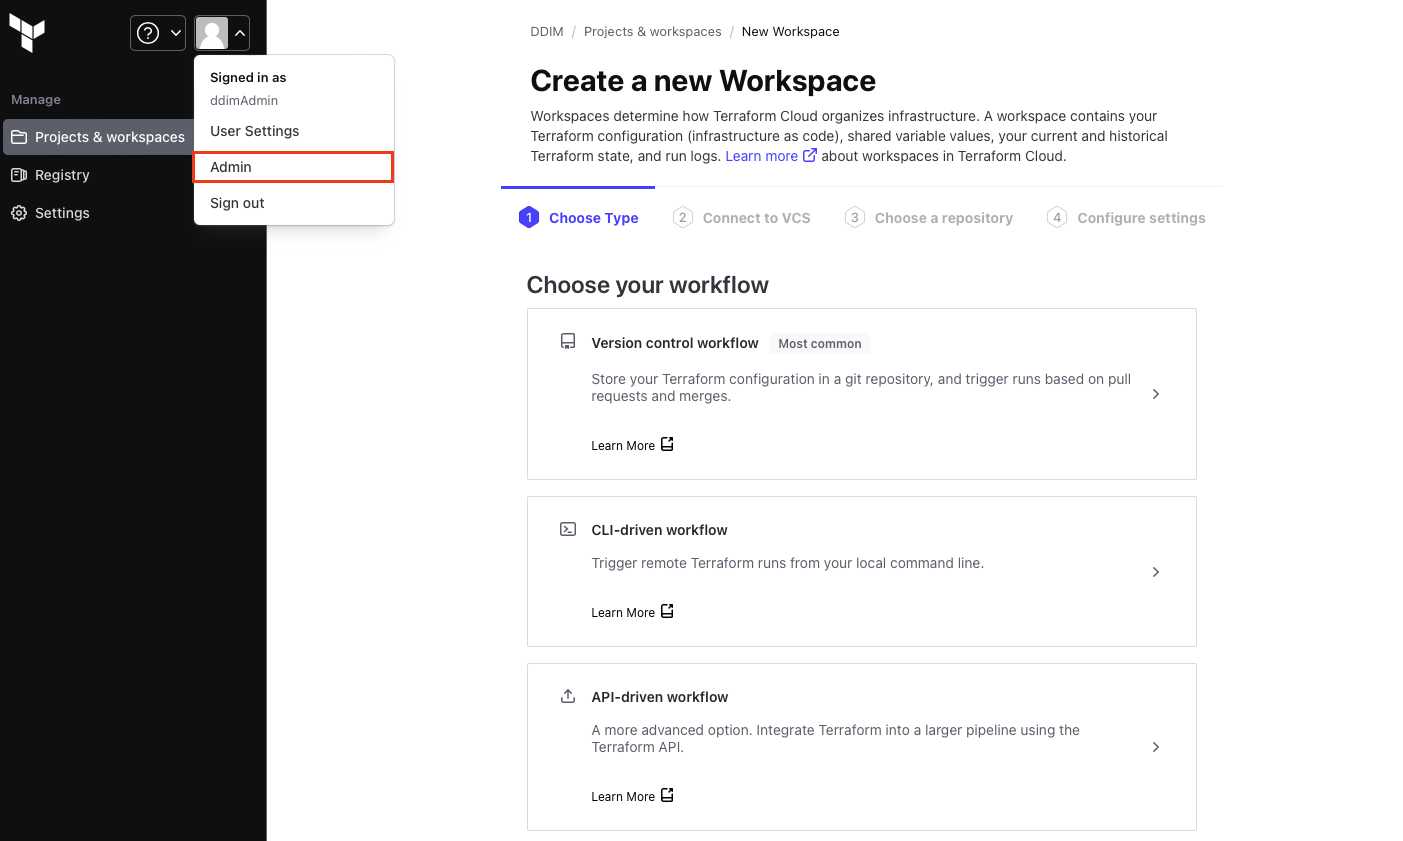 Signed in as
ddimAdmin
User Settings
Admin
Sign out
Manage
Projects & workspaces
Registry
Settings
DDIM / Projects & workspaces / New Workspace
Create a new Workspace
Workspaces determine how Terraform Cloud organizes infrastructure. A workspace contains your
Terraform configuration (infrastructure as code), shared variable values, your current and historical
Terraform state, and run logs. Learn more about workspaces in Terraform Cloud.
1 Choose Type 2 Connect to VCS 3 Choose a repository 4 Configure settings
Choose your workflow
Version control workflow Most common
Store your Terraform configuration in a git repository, and trigger runs based on pull
requests and merges.
Learn More
CLI-driven workflow
Trigger remote Terraform runs from your local command line.
Learn More
API-driven workflow
A more advanced option. Integrate Terraform into a larger pipeline using the
Terraform API.
Learn More